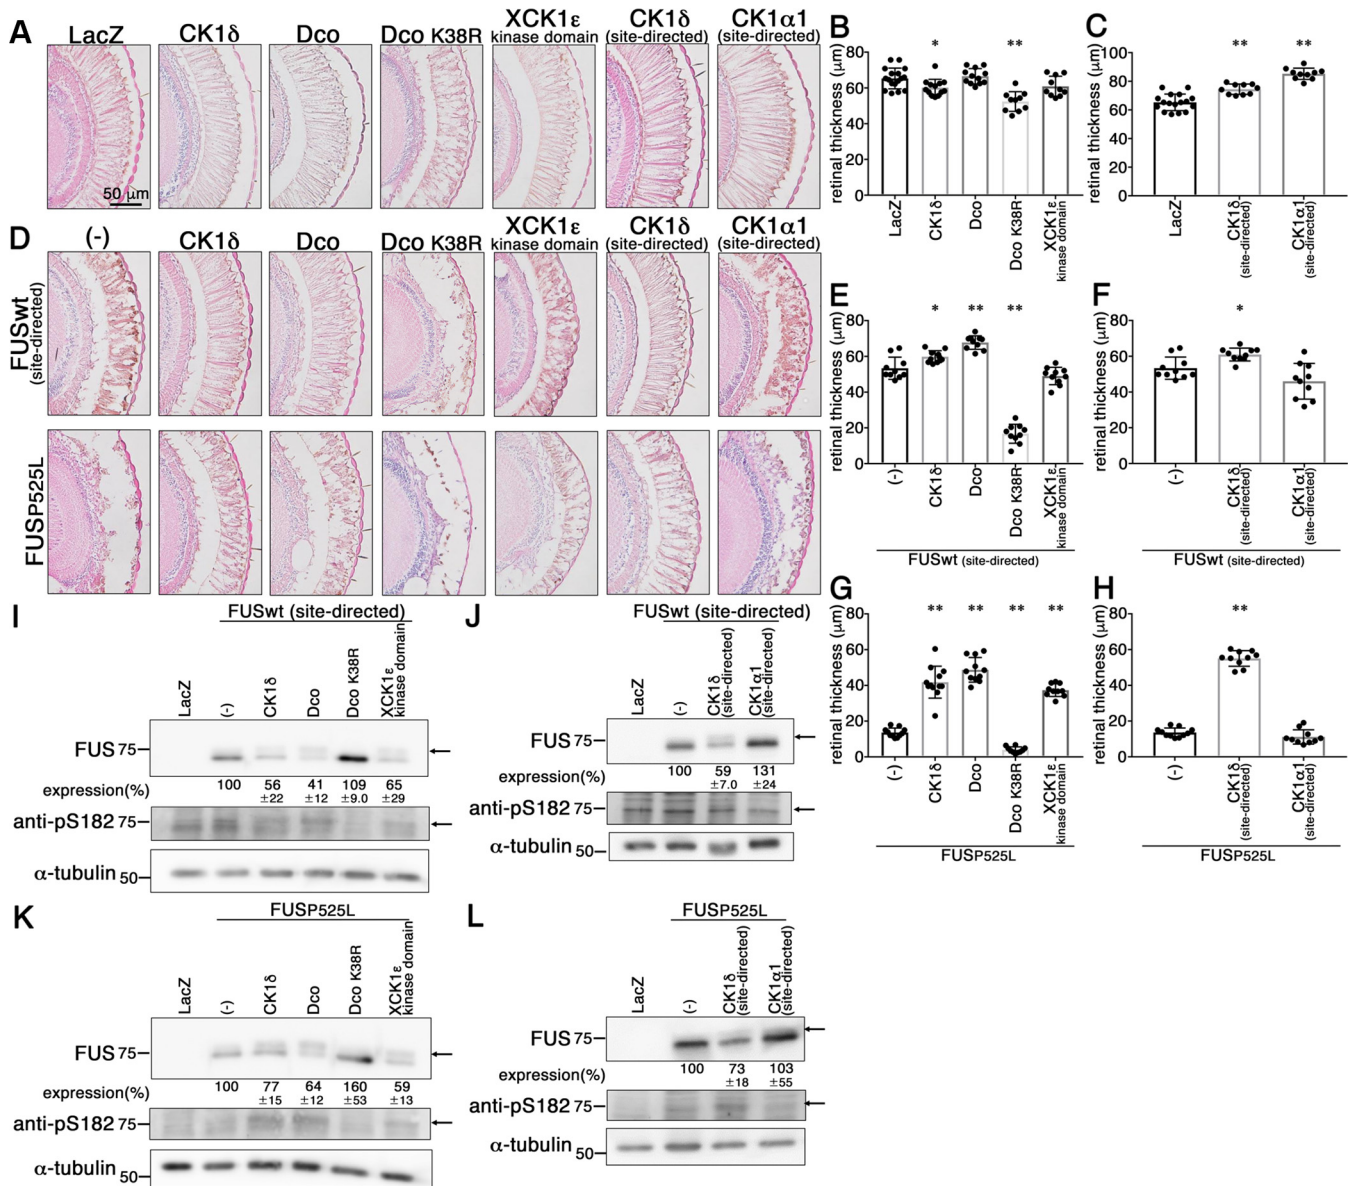 A
LacZ
CK1δ
Dco
Dco K38R
XCK1ε
kinase domain
CK1δ
(site-directed)
CK1α1
(site-directed)
50 μm
B
retinal thickness (μm)
80
60
40
20
0
* **
LacZ
CK1δ
Dco
Dco K38R
XCK1ε
kinase domain
C
retinal thickness (μm)
100
80
60
40
20
0
** **
LacZ
CK1δ
(site-directed)
CK1α1
(site-directed)
D
(-)
CK1δ
Dco
Dco K38R
XCK1ε
kinase domain
CK1δ
(site-directed)
CK1α1
(site-directed)
FUSwt
(site-directed)
FUSP525L
E
retinal thickness (μm)
80
60
40
20
0
* ** **
(-)
CK1δ
Dco
Dco K38R
XCK1ε
kinase domain
FUSwt (site-directed)
F
retinal thickness (μm)
80
60
40
20
0
*
(-)
CK1δ
(site-directed)
CK1α1
(site-directed)
FUSwt (site-directed)
G
retinal thickness (μm)
80
60
40
20
0
** ** ** **
(-)
CK1δ
Dco
Dco K38R
XCK1ε
kinase domain
FUSP525L
H
retinal thickness (μm)
80
60
40
20
0
**
(-)
CK1δ
(site-directed)
CK1α1
(site-directed)
FUSP525L
I
FUSwt (site-directed)
LacZ
(-)
CK1δ
Dco
Dco K38R
XCK1ε
kinase domain
FUS 75
expression(%) 100 56 41 109 65
±22 ±12 ±9.0 ±29
anti-pS182 75
α-tubulin 50
J
FUSwt (site-directed)
LacZ
(-)
CK1δ
(site-directed)
CK1α1
(site-directed)
FUS 75
expression(%) 100 59 131
±7.0 ±24
anti-pS182 75
α-tubulin 50
K
FUSP525L
LacZ
(-)
CK1δ
Dco
Dco K38R
XCK1ε
kinase domain
FUS 75
expression(%) 100 77 64 160 59
±15 ±12 ±53 ±13
anti-pS182 75
α-tubulin 50
L
FUSP525L
LacZ
(-)
CK1δ
(site-directed)
CK1α1
(site-directed)
FUS 75
expression(%) 100 73 103
±18 ±55
anti-pS182 75
α-tubulin 50